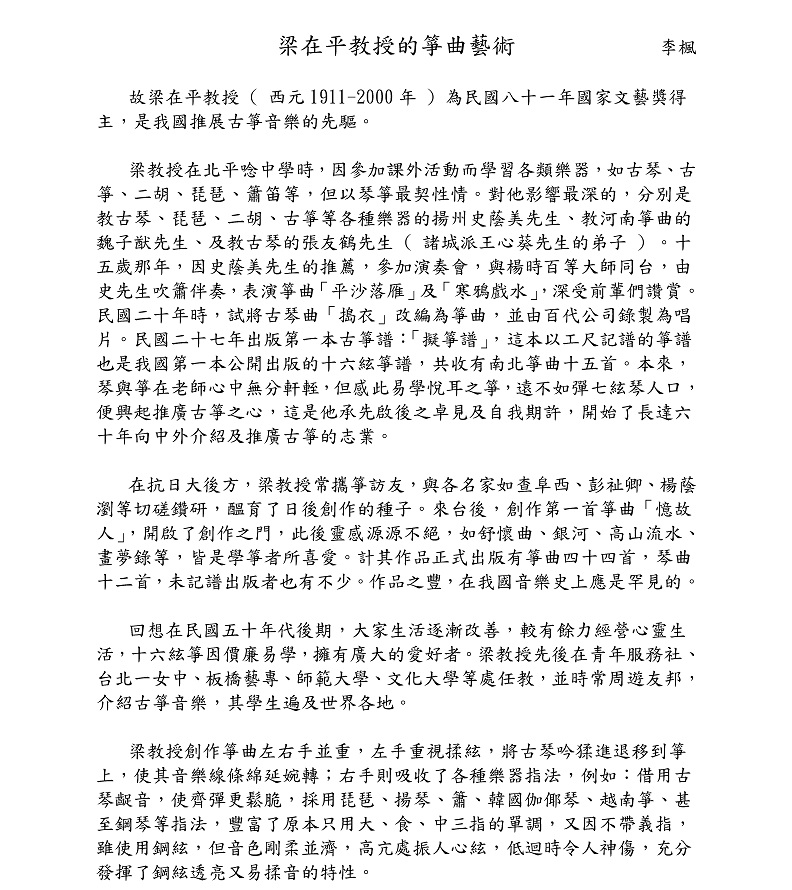 梁在平教授的箏曲藝術 李楓
故梁在平教授（ 西元 1911-2000 年 ）為民國八十一年國家文藝獎得
主，是我國推展古箏音樂的先驅。
梁教授在北平唸中學時，因參加課外活動而學習各類樂器，如古琴、古
箏、二胡、琵琶、簫笛等，但以琴箏最契性情。對他影響最深的，分別是
教古琴、琵琶、二胡、古箏等各種樂器的揚州史蔭美先生、教河南箏曲的
魏子猷先生、及教古琴的張友鶴先生（ 諸城派王心葵先生的弟子 ）。十
五歲那年，因史蔭美先生的推薦，參加演奏會，與楊時百等大師同台，由
史先生吹簫伴奏，表演箏曲「平沙落雁」及「寒鴉戲水」，深受前輩們讚賞。
民國二十年時，試將古琴曲「搗衣」改編為箏曲，並由百代公司錄製為唱
片。民國二十七年出版第一本古箏譜：「擬箏譜」，這本以工尺記譜的箏譜
也是我國第一本公開出版的十六絃箏譜，共收有南北箏曲十五首。本來，
琴與箏在老師心中無分軒輊，但感此易學悅耳之箏，遠不如彈七絃琴人口，
便興起推廣古箏之心，這是他承先啟後之卓見及自我期許，開始了長達六
十年向中外介紹及推廣古箏的志業。
在抗日大後方，梁教授常攜箏訪友，與各名家如查阜西、彭祉卿、楊蔭
瀏等切磋鑽研，醞育了日後創作的種子。來台後，創作第一首箏曲「憶故
人」，開啟了創作之門，此後靈感源源不絕，如舒懷曲、銀河、高山流水、
畫夢錄等，皆是學箏者所喜愛。計其作品正式出版有箏曲四十四首，琴曲
十二首，未記譜出版者也有不少。作品之豐，在我國音樂史上應是罕見的。
回想在民國五十年代後期，大家生活逐漸改善，較有餘力經營心靈生
活，十六絃箏因價廉易學，擁有廣大的愛好者。梁教授先後在青年服務社、
台北一女中、板橋藝專、師範大學、文化大學等處任教，並時常周遊友邦，
介紹古箏音樂，其學生遍及世界各地。
梁教授創作箏曲左右手並重，左手重視揉絃，將古琴吟猱進退移到箏
上，使其音樂線條綿延婉轉；右手則吸收了各種樂器指法，例如：借用古
琴齪音，使齊彈更鬆脆，採用琵琶、揚琴、簫、韓國伽倻琴、越南箏、甚
至鋼琴等指法，豐富了原本只用大、食、中三指的單調，又因不帶義指，
雖使用鋼絃，但音色剛柔並濟，高亢處振人心絃，低迴時令人神傷，充分
發揮了鋼絃透亮又易揉音的特性。